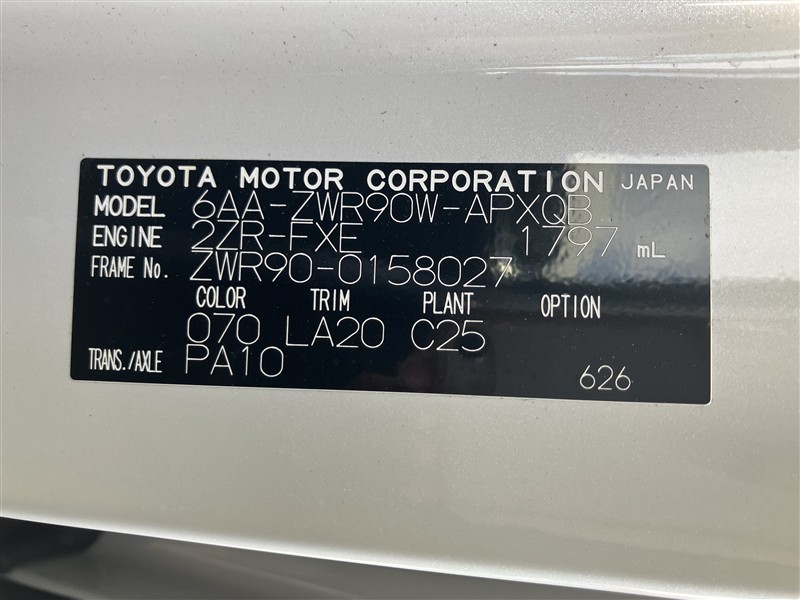 TOYOTA MOTOR CORPORATION JAPAN
MODEL 6AA-ZWR90W-APXQB
ENGINE 2ZR-FXE 1797 mL
FRAME No. ZWR90-0158027
COLOR TRIM PLANT OPTION
070 LA20 C25
TRANS./AXLE PA10
626